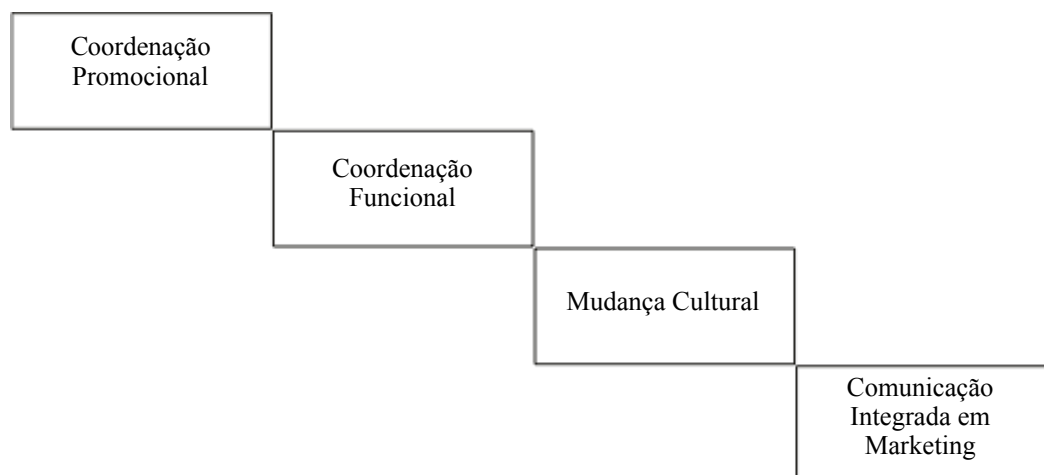 Coordenação
Promocional
Coordenação
Funcional
Mudança Cultural
Comunicação
Integrada em
Marketing